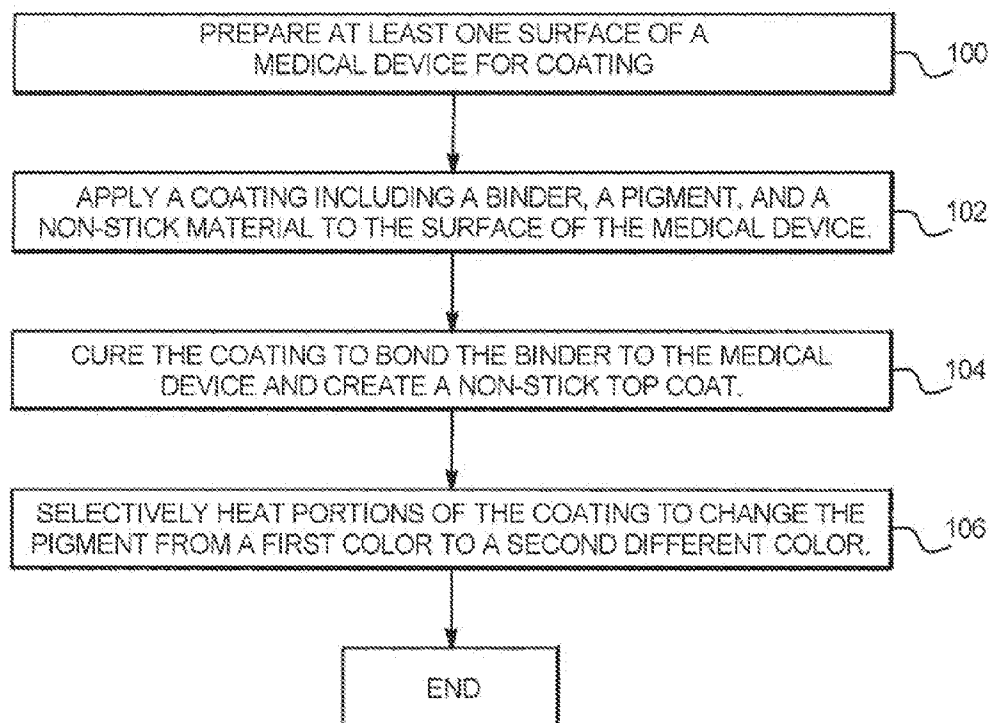 PREPARE AT LEAST ONE SURFACE OF A
MEDICAL DEVICE FOR COATING
100
APPLY A COATING INCLUDING A BINDER, A PIGMENT, AND A
NON-STICK MATERIAL TO THE SURFACE OF THE MEDICAL DEVICE.
102
CURE THE COATING TO BOND THE BINDER TO THE MEDICAL
DEVICE AND CREATE A NON-STICK TOP COAT.
104
SELECTIVELY HEAT PORTIONS OF THE COATING TO CHANGE THE
PIGMENT FROM A FIRST COLOR TO A SECOND DIFFERENT COLOR.
106
END